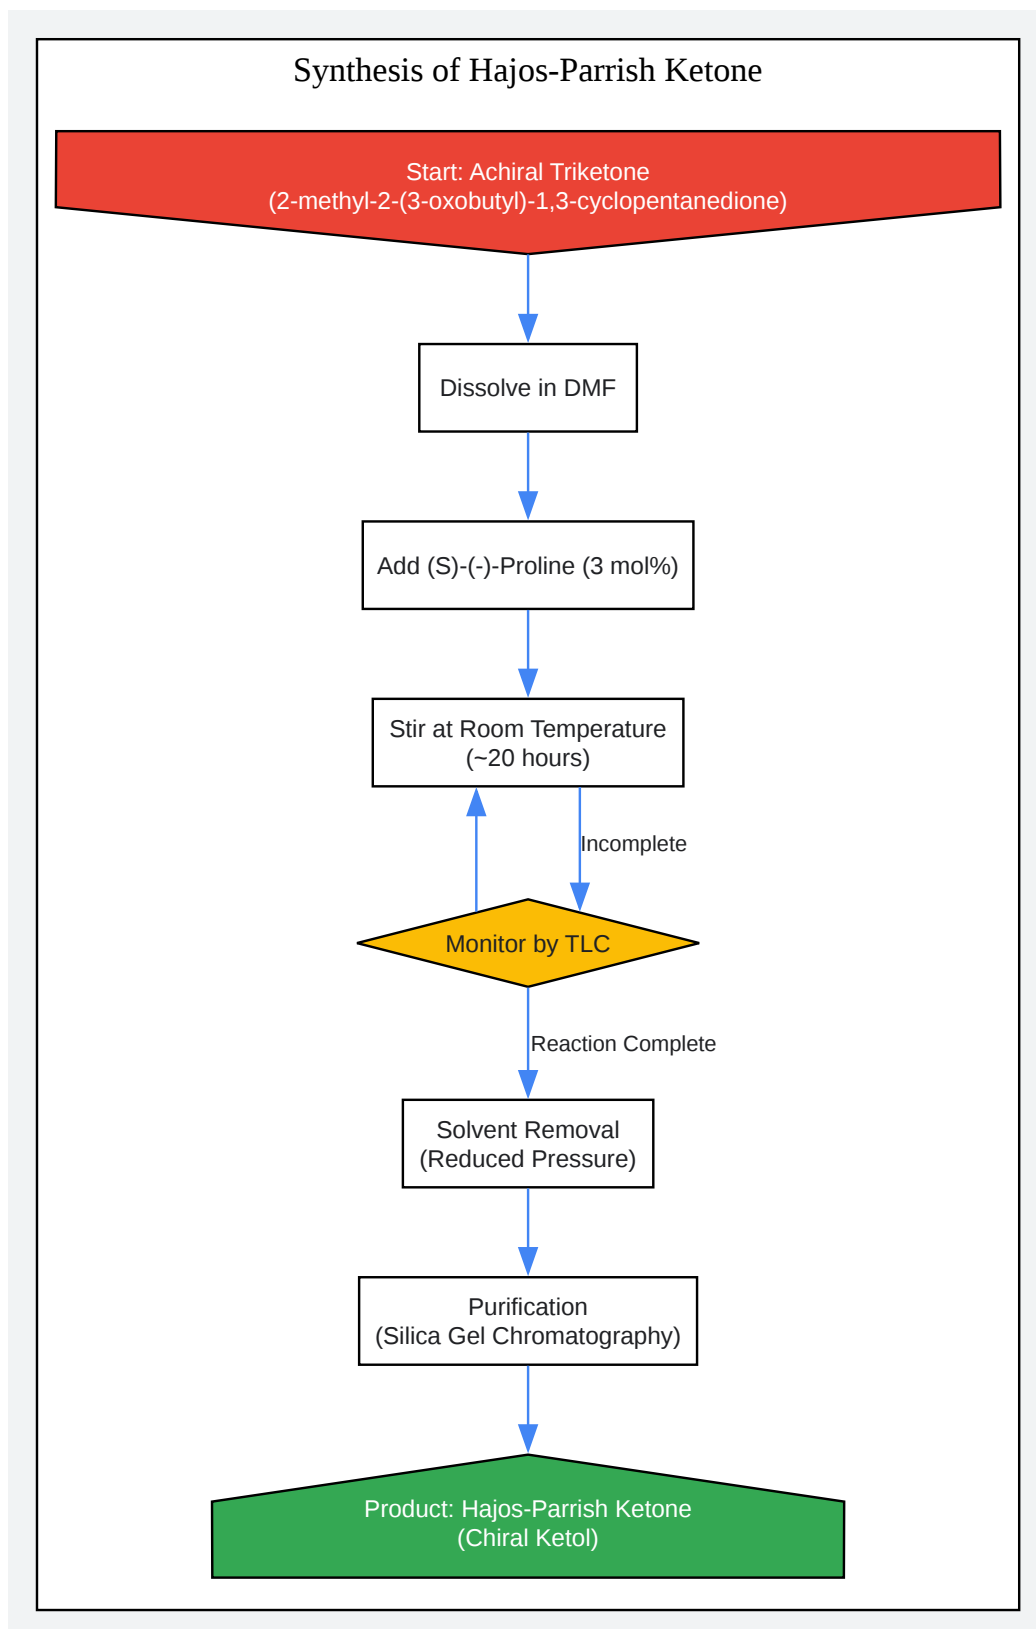 Synthesis of Hajos-Parrish Ketone
Start: Achiral Triketone
(2-methyl-2-(3-oxobutyl)-1,3-cyclopentanedione)
Dissolve in DMF
Add (S)-(-)-Proline (3 mol%)
Stir at Room Temperature
(~20 hours)
Incomplete
Monitor by TLC
Reaction Complete
Solvent Removal
(Reduced Pressure)
Purification
(Silica Gel Chromatography)
Product: Hajos-Parrish Ketone
(Chiral Ketol)